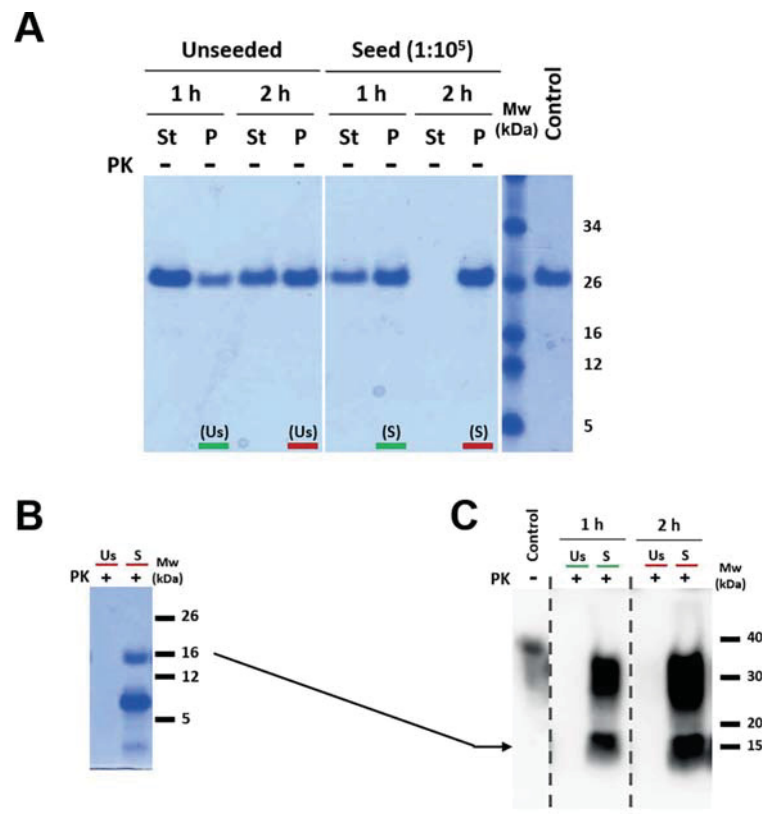 A
Unseeded Seed (1:10⁵)
1 h 2 h 1 h 2 h
St P St P St P St P Mw (kDa) Control
PK - - - - - - - -
34
26
16
12
5
(Us) (Us) (S) (S)
B
Us S Mw
PK + + (kDa)
26
16
12
5
C
Control 1 h 2 h
Us S Us S Mw
PK - + + + + (kDa)
40
30
20
15